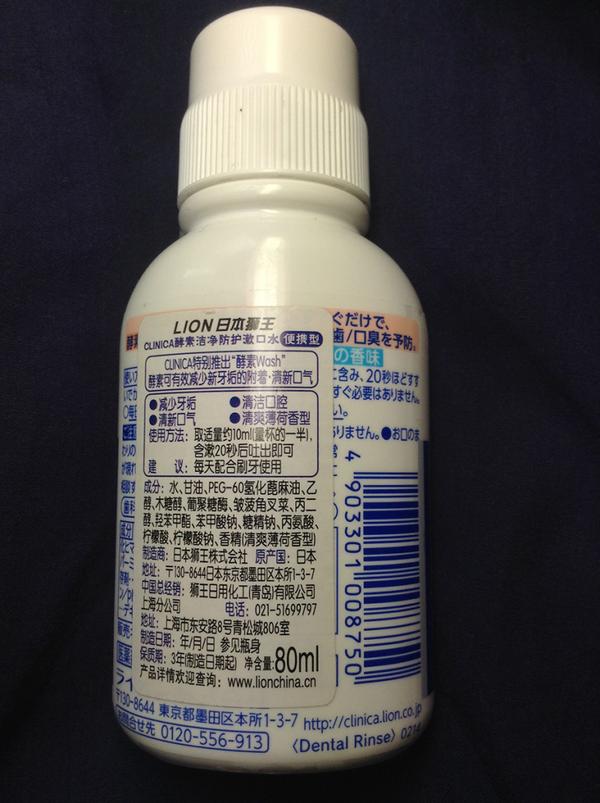 LION 日本狮王
CLINICA酵素洁净防护漱口水 便携型
CLINICA特别推出“酵素Wash”
酵素可有效减少新牙垢的附着·清新口气
●减少牙垢 ●清洁口腔
●清新口气 ●清爽薄荷香型
使用方法：取适量约10ml(量杯的一半)，
含漱20秒后吐出即可
建 议：每天配合刷牙使用
成分：水、甘油、PEG-60氢化蓖麻油、乙
醇、木糖醇、葡聚糖酶、皱波角叉菜、丙二
醇、羟苯甲酯、苯甲酸钠、糖精钠、丙氨酸、
柠檬酸、柠檬酸钠、香精(清爽薄荷香型)
制造商：日本狮王株式会社 原产国：日本
地址：〒130-8644日本东京都墨田区本所1-3-7
中国总经销：狮王日用化工(青岛)有限公司
上海分公司 电话：021-51699797
地址：上海市东安路8号青松城806室
制造日期：年/月/日 参见瓶身
保质期：3年(制造日期起) 净含量:80ml
产品详情欢迎查询：www.lionchina.cn
ぐだけで、
歯/口臭を予防。
の香味
に含み、20秒ほどすす
すぐ必要はありません。
い。
りません。●お口の
4 903301 008750
〒130-8644 東京都墨田区本所1-3-7 http://clinica.lion.co.jp
お問合せ先 0120-556-913 〈Dental Rinse〉